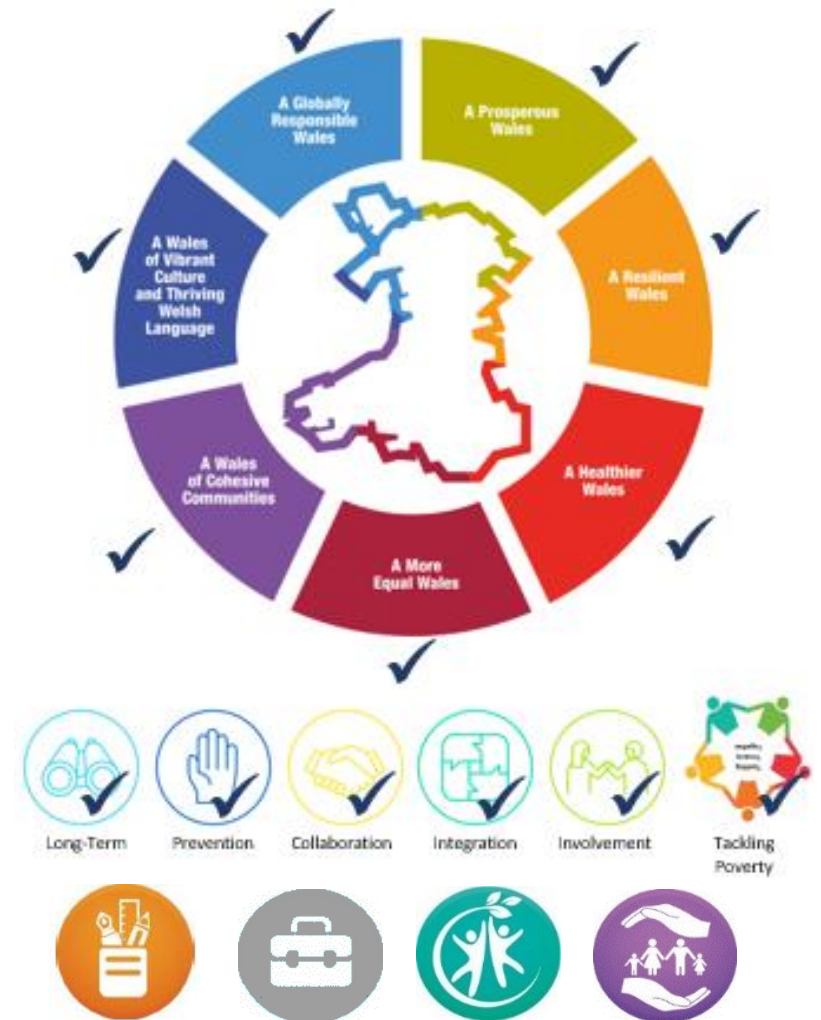 A Globally
Responsible
Wales
A Prosperous
Wales
A Resilient
Wales
A Healthier
Wales
A More
Equal Wales
A Wales
of Cohesive
Communities
A Wales
of Vibrant
Culture
and Thriving
Welsh
Language
Long-Term
Prevention
Collaboration
Integration
Involvement
Tackling
Poverty